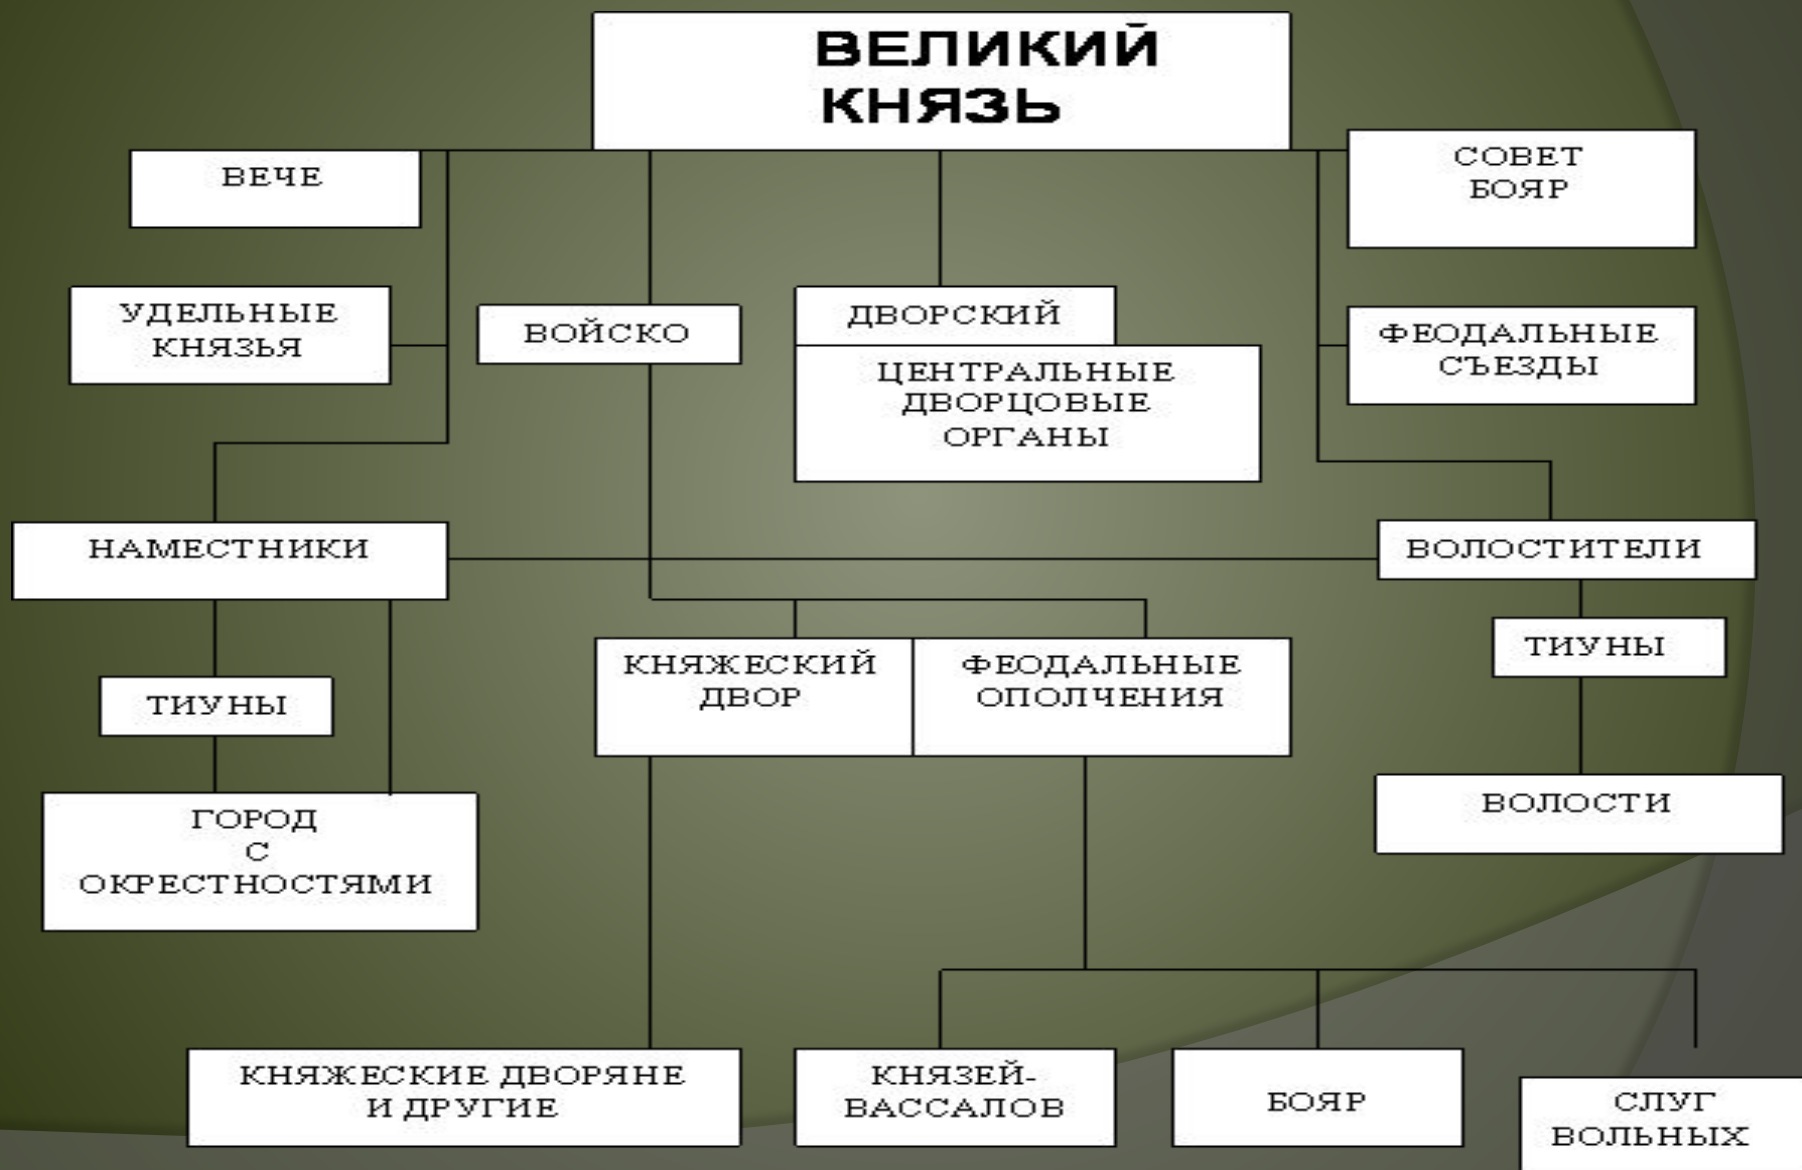 ВЕЛИКИЙ
КНЯЗЬ
ВЕЧЕ
СОВЕТ
БОЯР
УДЕЛЬНЫЕ
КНЯЗЬЯ
ВОЙСКО
ДВОРСКИЙ
ЦЕНТРАЛЬНЫЕ
ДВОРЦОВЫЕ
ОРГАНЫ
ФЕОДАЛЬНЫЕ
СЪЕЗДЫ
НАМЕСТНИКИ
ВОЛОСТИТЕЛИ
ТИУНЫ
КНЯЖЕСКИЙ
ДВОР
ФЕОДАЛЬНЫЕ
ОПОЛЧЕНИЯ
ТИУНЫ
ГОРОД
С
ОКРЕСТНОСТЯМИ
ВОЛОСТИ
КНЯЖЕСКИЕ ДВОРЯНЕ
И ДРУГИЕ
КНЯЗЕЙ-
ВАССАЛОВ
БОЯР
СЛУГ
ВОЛЬНЫХ